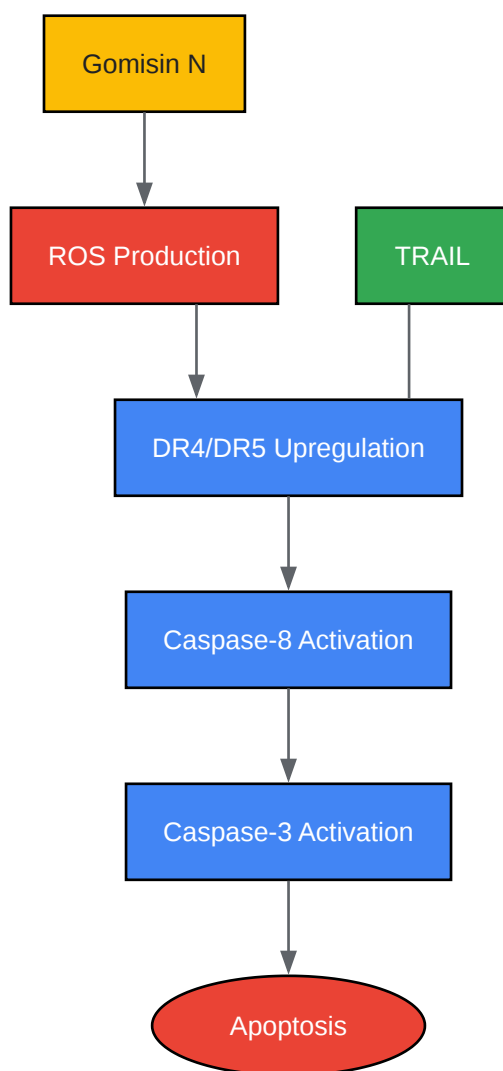 Gomisin N
ROS Production
TRAIL
DR4/DR5 Upregulation
Caspase-8 Activation
Caspase-3 Activation
Apoptosis